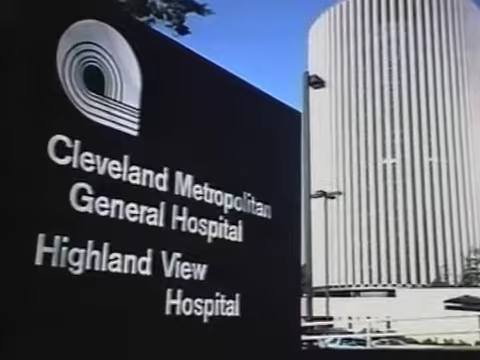 Cleveland Metropolitan
General Hospital
Highland View
Hospital